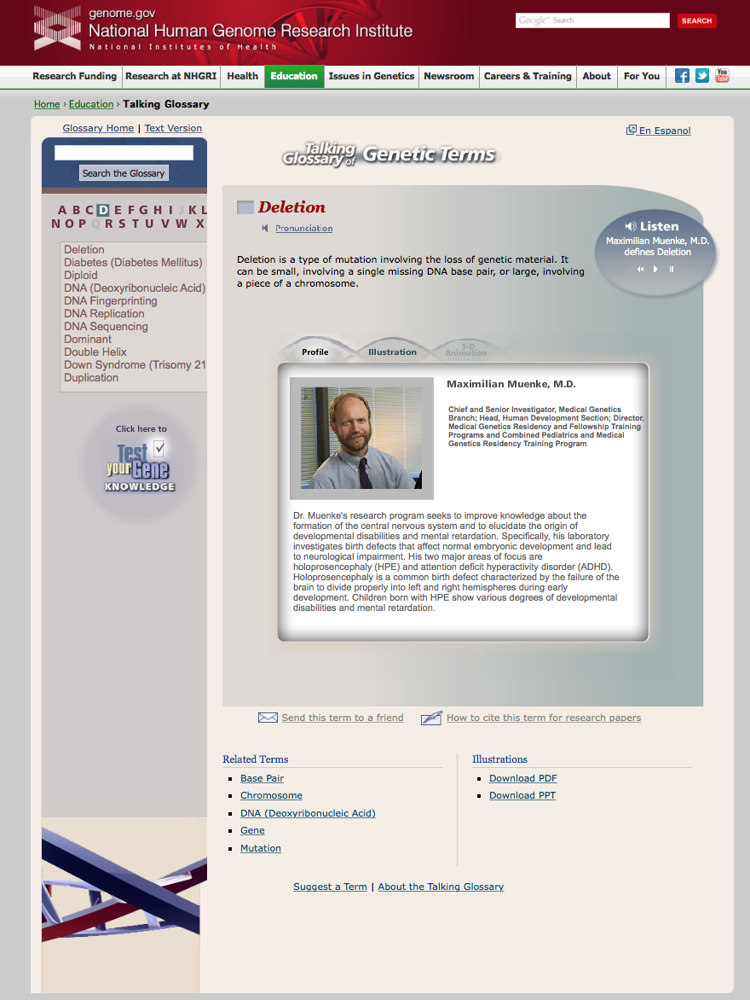 genome.gov
National Human Genome Research Institute
National Institutes of Health
Google Search
SEARCH
Research Funding Research at NHGRI Health Education Issues in Genetics Newsroom Careers & Training About For You You Tube
Home › Education › Talking Glossary
Glossary Home | Text Version
En Espanol
Search the Glossary
Talking Glossary of Genetic Terms
A B C D E F G H I J K L
N O P Q R S T U V W X
Deletion
Diabetes (Diabetes Mellitus)
Diploid
DNA (Deoxyribonucleic Acid)
DNA Fingerprinting
DNA Replication
DNA Sequencing
Dominant
Double Helix
Down Syndrome (Trisomy 21
Duplication
Click here to
Test
your Gene
KNOWLEDGE
Deletion
Pronunciation
Deletion is a type of mutation involving the loss of genetic material. It
can be small, involving a single missing DNA base pair, or large, involving
a piece of a chromosome.
Listen
Maximilian Muenke, M.D.
defines Deletion
Profile Illustration 3-D Animation
Maximilian Muenke, M.D.
Chief and Senior Investigator, Medical Genetics
Branch; Head, Human Development Section; Director,
Medical Genetics Residency and Fellowship Training
Programs and Combined Pediatrics and Medical
Genetics Residency Training Program
Dr. Muenke's research program seeks to improve knowledge about the
formation of the central nervous system and to elucidate the origin of
developmental disabilities and mental retardation. Specifically, his laboratory
investigates birth defects that affect normal embryonic development and lead
to neurological impairment. His two major areas of focus are
holoprosencephaly (HPE) and attention deficit hyperactivity disorder (ADHD).
Holoprosencephaly is a common birth defect characterized by the failure of the
brain to divide properly into left and right hemispheres during early
development. Children born with HPE show various degrees of developmental
disabilities and mental retardation.
Send this term to a friend How to cite this term for research papers
Related Terms
Base Pair
Chromosome
DNA (Deoxyribonucleic Acid)
Gene
Mutation
Illustrations
Download PDF
Download PPT
Suggest a Term | About the Talking Glossary